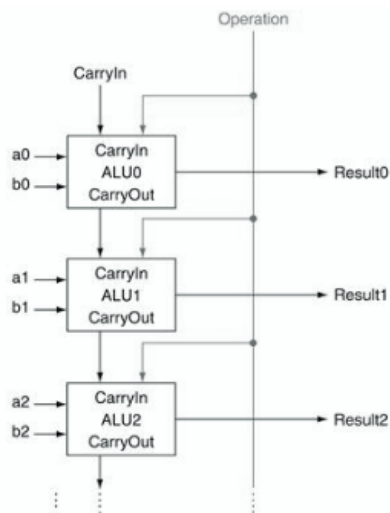 Operation
CarryIn
a0
b0
CarryIn
ALU0
CarryOut
Result0
a1
b1
CarryIn
ALU1
CarryOut
Result1
a2
b2
CarryIn
ALU2
CarryOut
Result2